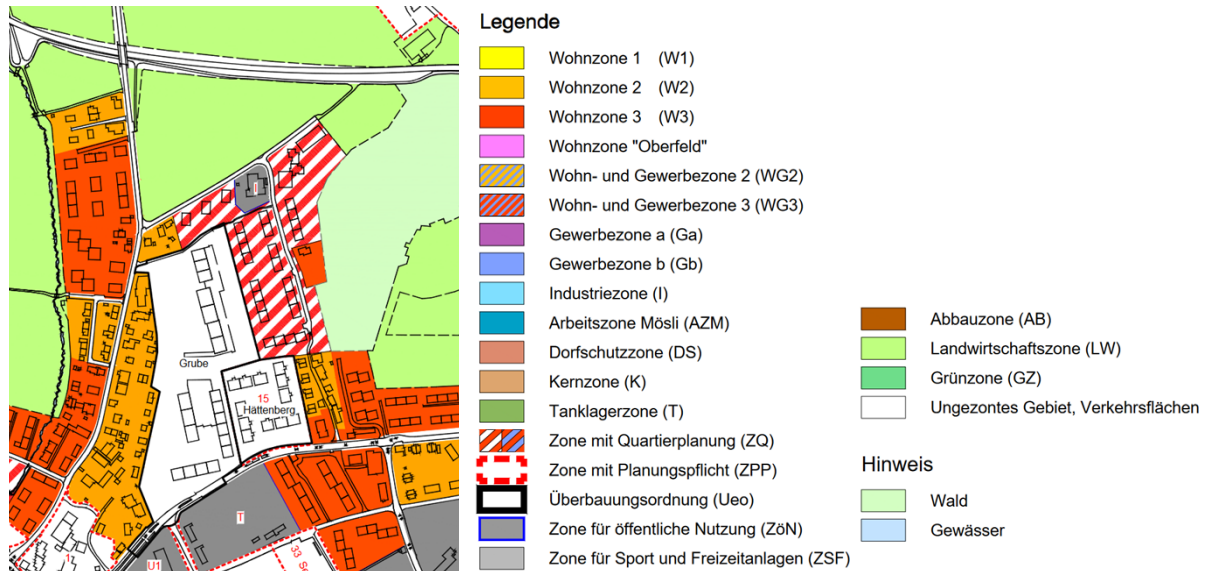 I
Grube
15
Hättenberg
T
33
U1
Legende
Wohnzone 1 (W1)
Wohnzone 2 (W2)
Wohnzone 3 (W3)
Wohnzone "Oberfeld"
Wohn- und Gewerbezone 2 (WG2)
Wohn- und Gewerbezone 3 (WG3)
Gewerbezone a (Ga)
Gewerbezone b (Gb)
Industriezone (I)
Arbeitszone Mösli (AZM)
Dorfschutzzone (DS)
Kernzone (K)
Tanklagerzone (T)
Zone mit Quartierplanung (ZQ)
Zone mit Planungspflicht (ZPP)
Überbauungsordnung (Ueo)
Zone für öffentliche Nutzung (ZöN)
Zone für Sport und Freizeitanlagen (ZSF)
Abbauzone (AB)
Landwirtschaftszone (LW)
Grünzone (GZ)
Ungezontes Gebiet, Verkehrsflächen
Hinweis
Wald
Gewässer